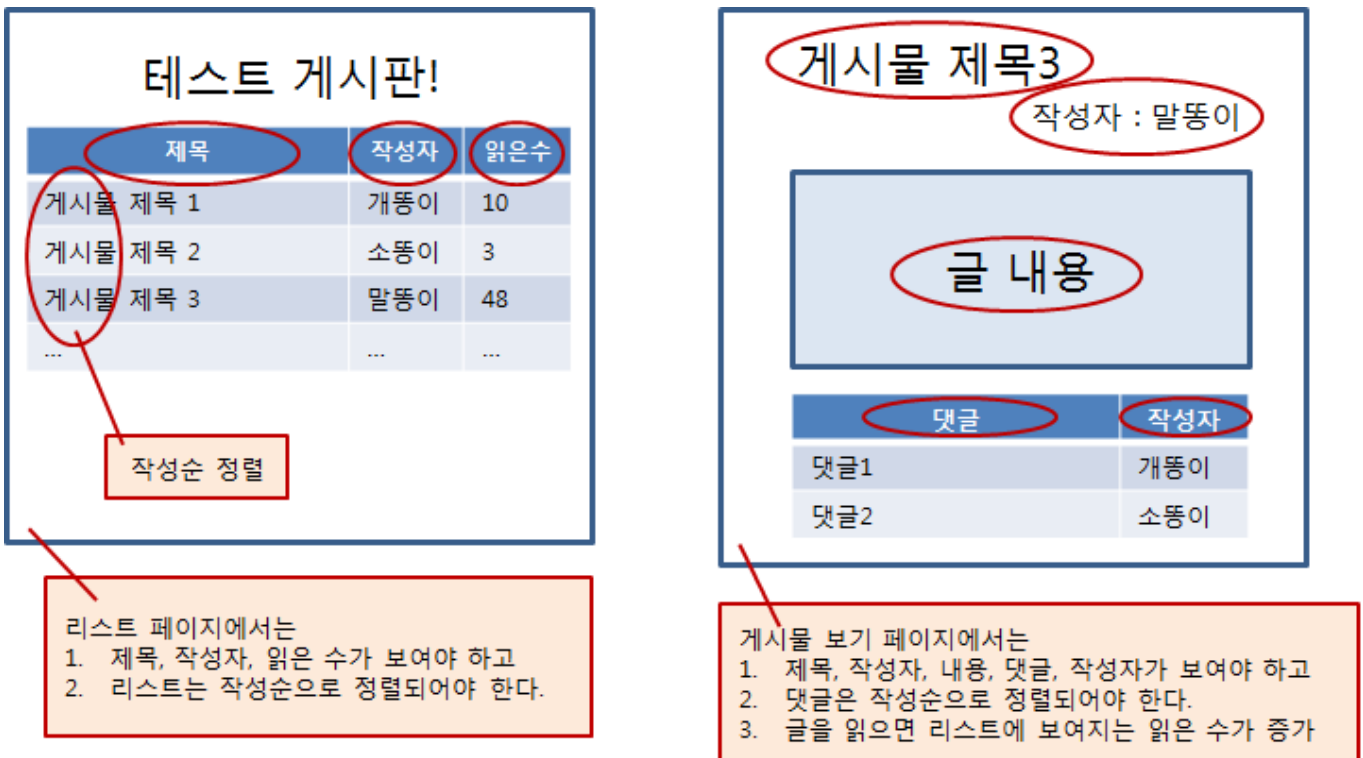 테스트 게시판!
제목 작성자 읽은수
게시물 제목 1 개똥이 10
게시물 제목 2 소똥이 3
게시물 제목 3 말똥이 48
... ... ...
작성순 정렬
리스트 페이지에서는
1. 제목, 작성자, 읽은 수가 보여야 하고
2. 리스트는 작성순으로 정렬되어야 한다.
게시물 제목3
작성자 : 말똥이
글 내용
댓글 작성자
댓글1 개똥이
댓글2 소똥이
게시물 보기 페이지에서는
1. 제목, 작성자, 내용, 댓글, 작성자가 보여야 하고
2. 댓글은 작성순으로 정렬되어야 한다.
3. 글을 읽으면 리스트에 보여지는 읽은 수가 증가